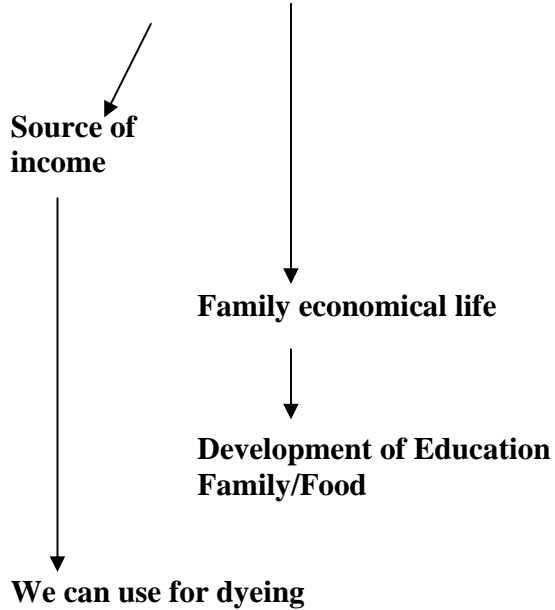 Source of
income
Family economical life
Development of Education
Family/Food
We can use for dyeing